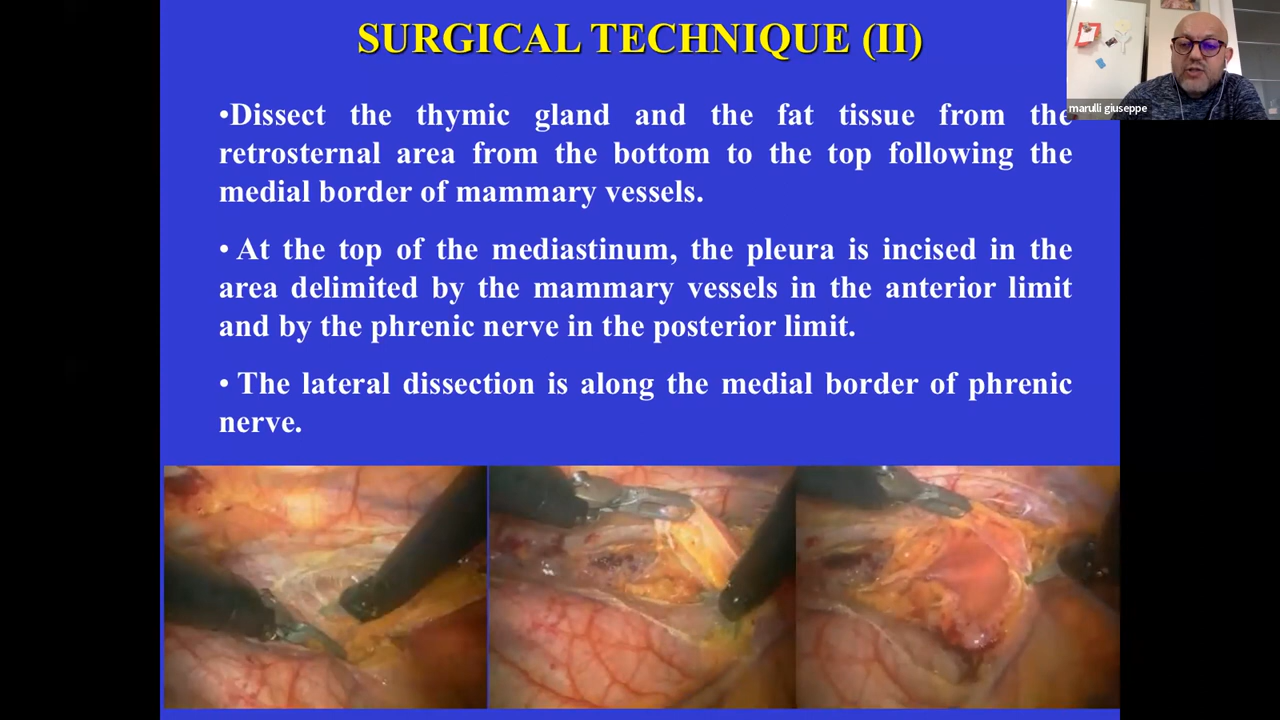 SURGICAL TECHNIQUE (II)
marulli giuseppe
•Dissect the thymic gland and the fat tissue from the
retrosternal area from the bottom to the top following the
medial border of mammary vessels.
• At the top of the mediastinum, the pleura is incised in the
area delimited by the mammary vessels in the anterior limit
and by the phrenic nerve in the posterior limit.
• The lateral dissection is along the medial border of phrenic
nerve.